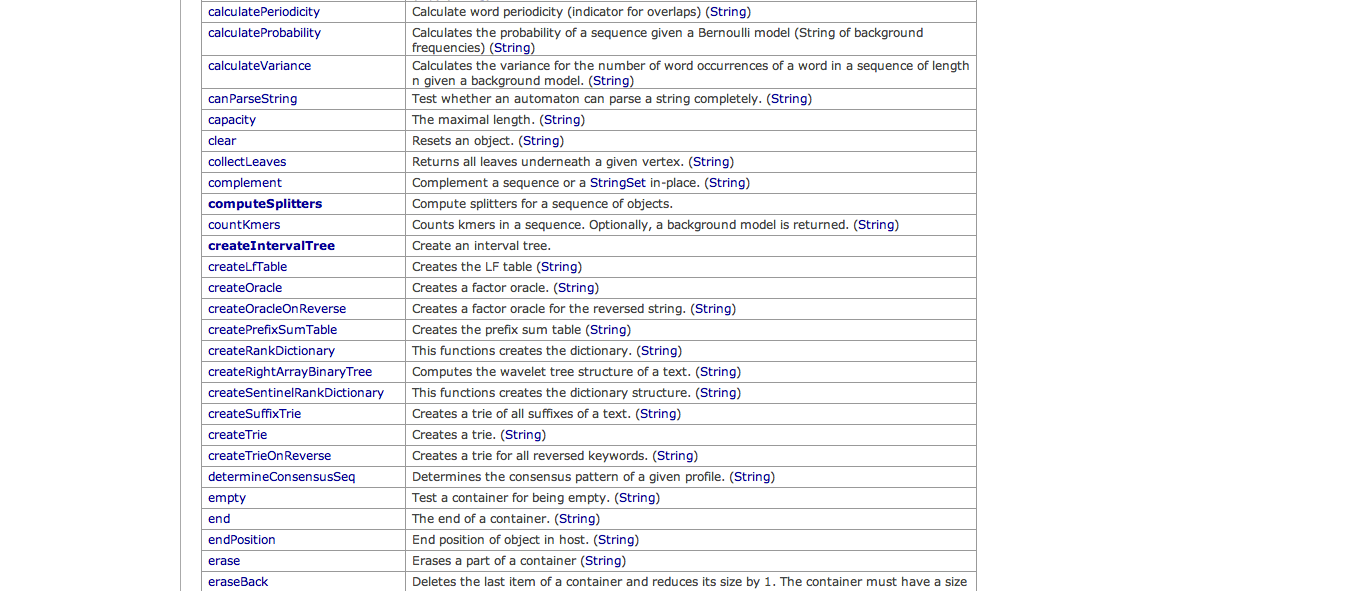 calculatePeriodicity Calculate word periodicity (indicator for overlaps) (String)
calculateProbability Calculates the probability of a sequence given a Bernoulli model (String of background
frequencies) (String)
calculateVariance Calculates the variance for the number of word occurrences of a word in a sequence of length
n given a background model. (String)
canParseString Test whether an automaton can parse a string completely. (String)
capacity The maximal length. (String)
clear Resets an object. (String)
collectLeaves Returns all leaves underneath a given vertex. (String)
complement Complement a sequence or a StringSet in-place. (String)
computeSplitters Compute splitters for a sequence of objects.
countKmers Counts kmers in a sequence. Optionally, a background model is returned. (String)
createIntervalTree Create an interval tree.
createLfTable Creates the LF table (String)
createOracle Creates a factor oracle. (String)
createOracleOnReverse Creates a factor oracle for the reversed string. (String)
createPrefixSumTable Creates the prefix sum table (String)
createRankDictionary This functions creates the dictionary. (String)
createRightArrayBinaryTree Computes the wavelet tree structure of a text. (String)
createSentinelRankDictionary This functions creates the dictionary structure. (String)
createSuffixTrie Creates a trie of all suffixes of a text. (String)
createTrie Creates a trie. (String)
createTrieOnReverse Creates a trie for all reversed keywords. (String)
determineConsensusSeq Determines the consensus pattern of a given profile. (String)
empty Test a container for being empty. (String)
end The end of a container. (String)
endPosition End position of object in host. (String)
erase Erases a part of a container (String)
eraseBack Deletes the last item of a container and reduces its size by 1. The container must have a size